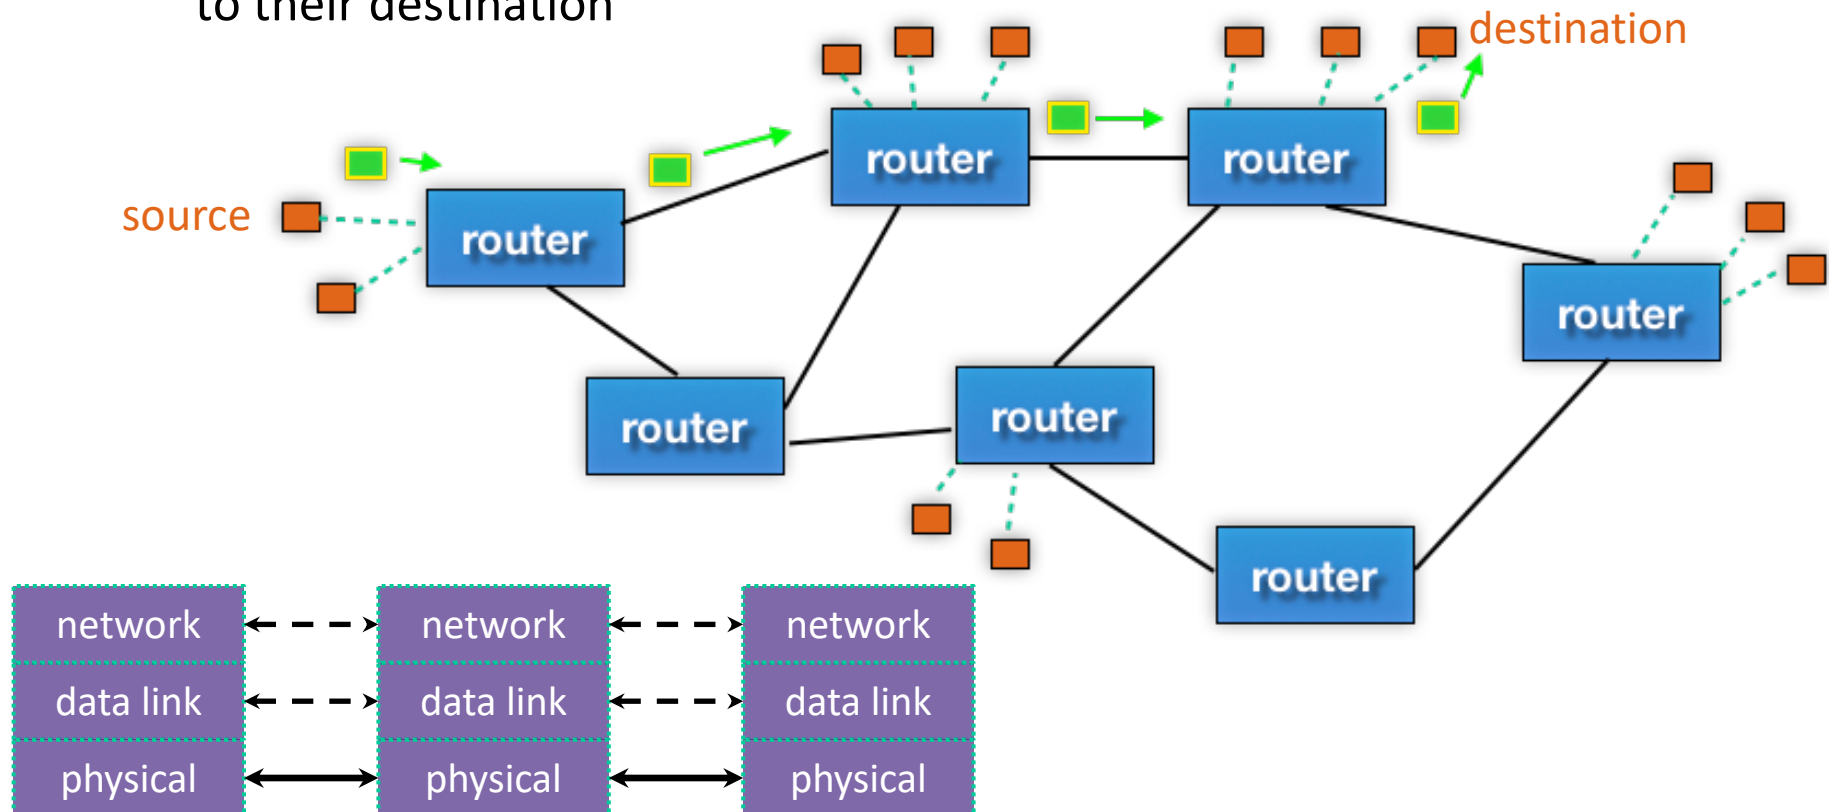 to their destination
destination
router
router
source
router
router
router
router
router
network
network
network
data link
data link
data link
physical
physical
physical